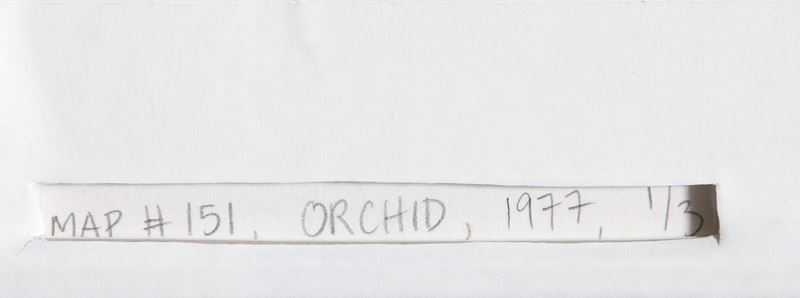 MAP # 151, ORCHID, 1977, 1/3